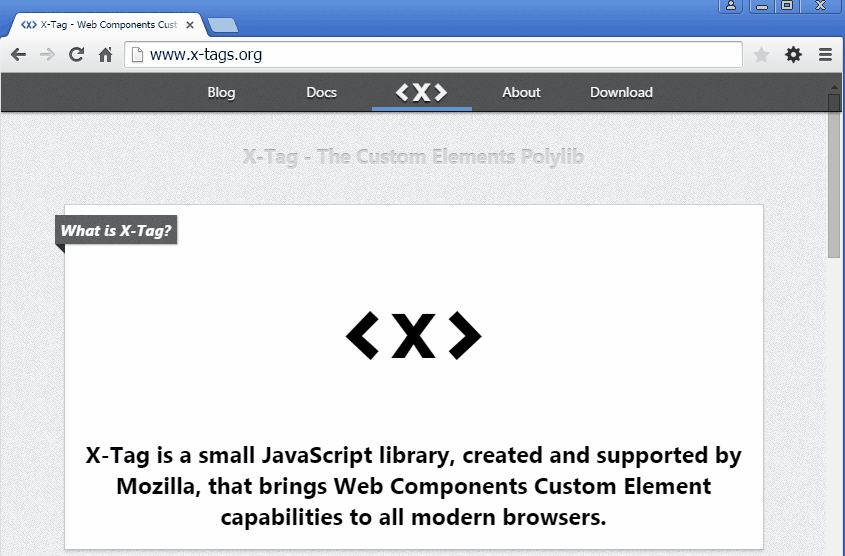 <X> X-Tag - Web Components Cust
www.x-tags.org
Blog Docs <X> About Download
X-Tag - The Custom Elements Polylib
What is X-Tag?
<X>
X-Tag is a small JavaScript library, created and supported by
Mozilla, that brings Web Components Custom Element
capabilities to all modern browsers.